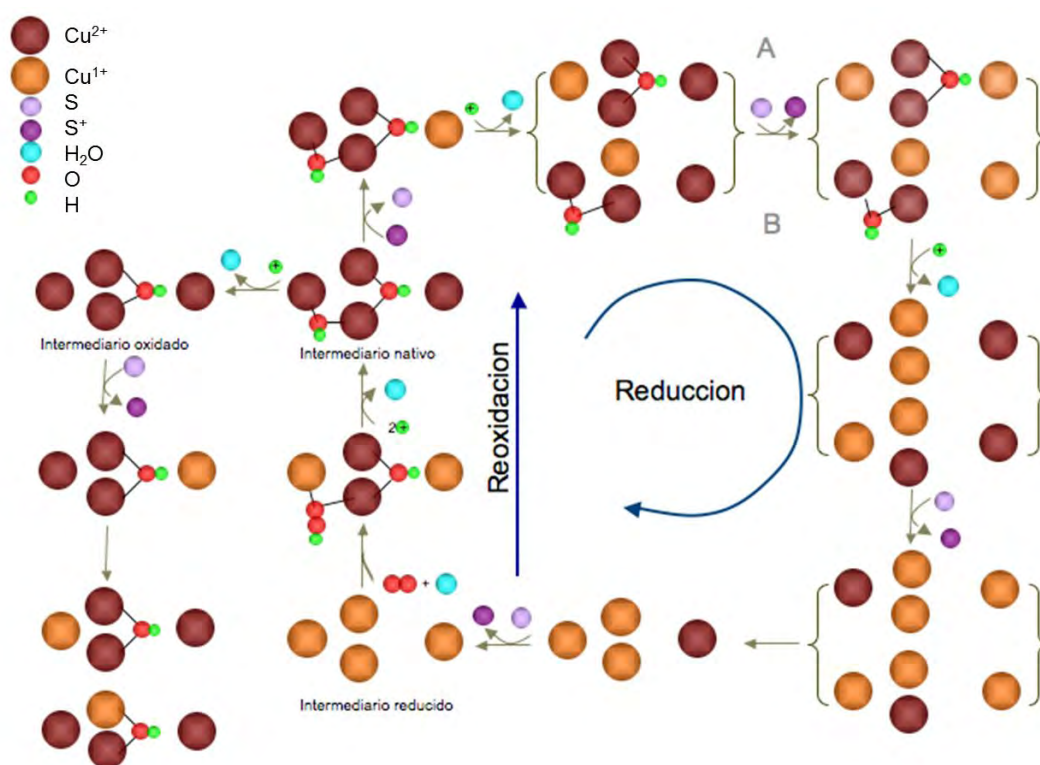 Cu²⁺
Cu¹⁺
S
S⁺
H₂O
O
H
A
B
+
+
Intermediario oxidado
Intermediario nativo
+
Reduccion
Reoxidacion
2+
+
Intermediario reducido